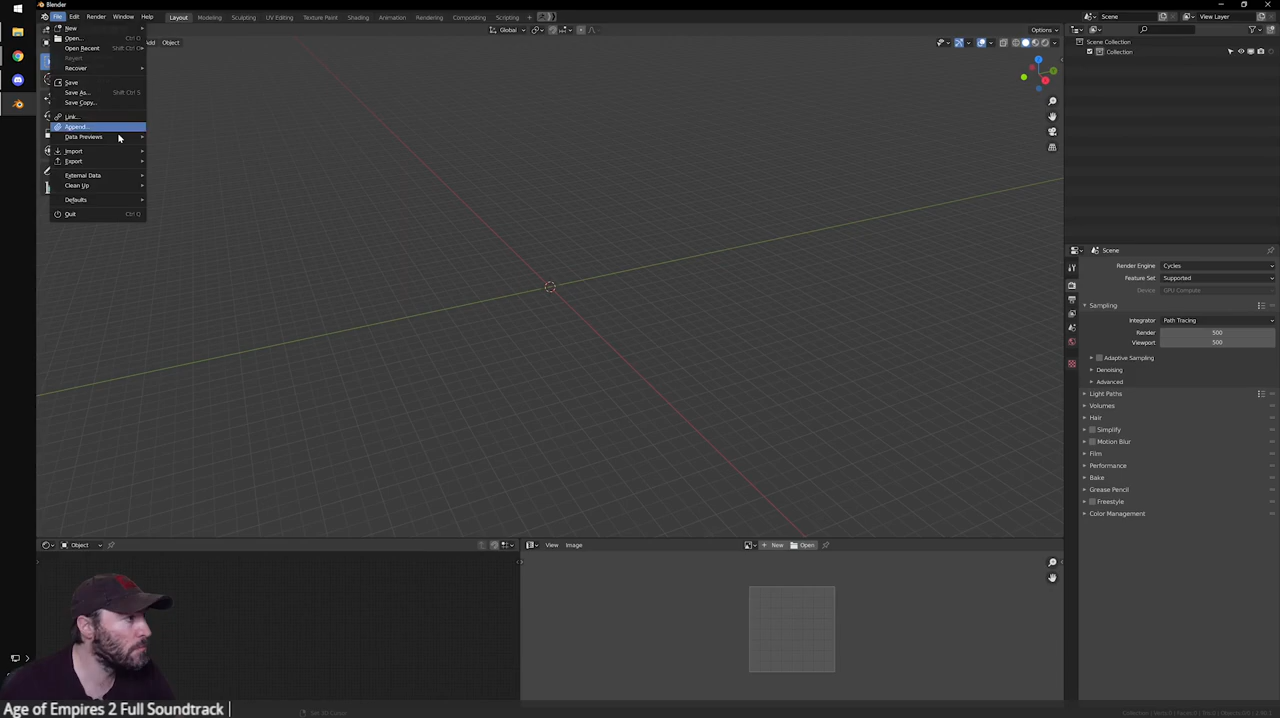 Blender
File Edit Render Window Help Layout Modeling Sculpting UV Editing Texture Paint Shading Animation Rendering Compositing Scripting Scene View Layer
New
Open... Ctrl O
Open Recent Shift Ctrl O
Revert
Recover
Save
Save As... Shift Ctrl S
Save Copy...
Link...
Append...
Data Previews
Import
Export
External Data
Clean Up
Defaults
Quit Ctrl Q
Add Object
Global
Options
Scene Collection
Collection
Scene
Render Engine Cycles
Feature Set Supported
Device GPU Compute
Sampling
Integrator Path Tracing
Render 500
Viewport 500
Adaptive Sampling
Denoising
Advanced
Light Paths
Volumes
Hair
Simplify
Motion Blur
Film
Performance
Bake
Grease Pencil
Freestyle
Color Management
Object
View Image New Open
Age of Empires 2 Full Soundtrack |